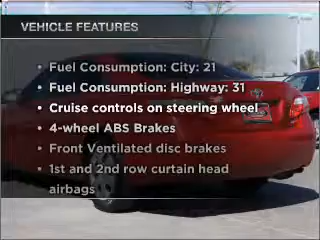 VEHICLE FEATURES
• Fuel Consumption: City: 21
• Fuel Consumption: Highway: 31
• Cruise controls on steering wheel
• 4-wheel ABS Brakes
• Front Ventilated disc brakes
• 1st and 2nd row curtain head
airbags